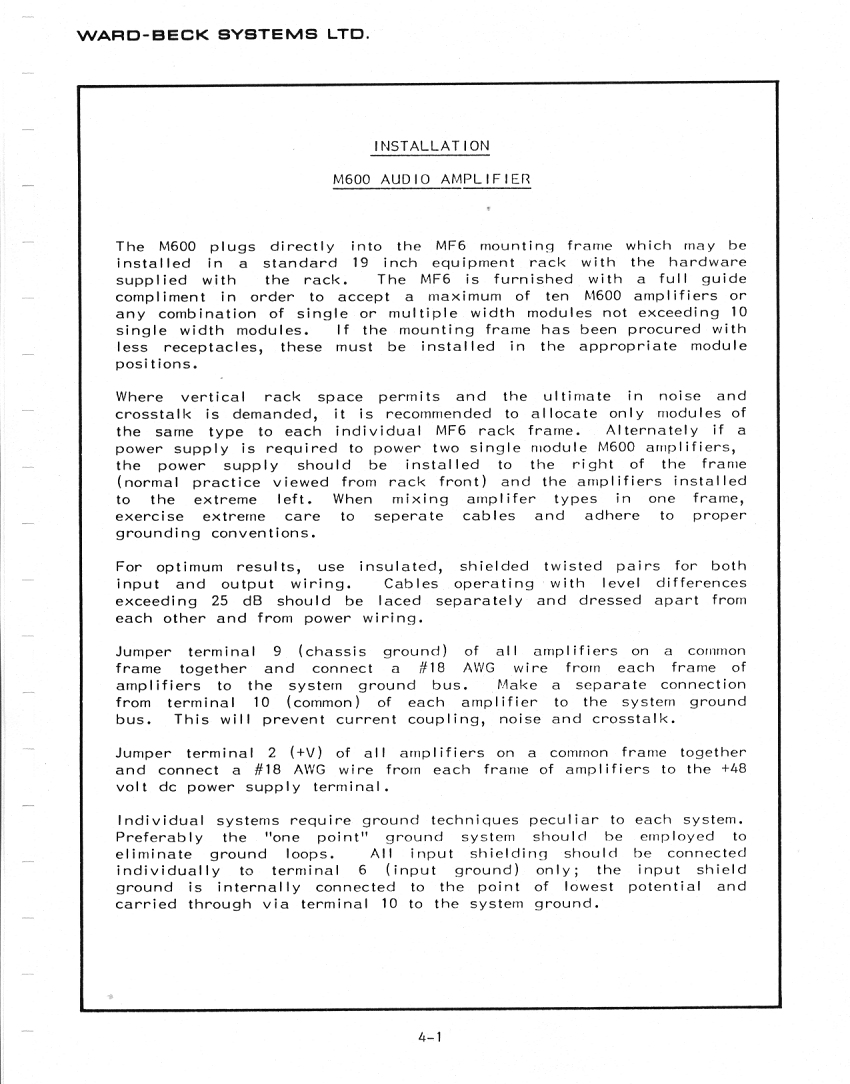 WARD-BECK SYSTEMS LTD.
INSTALLATION
M600 AUDIO AMPLIFIER
The M600 plugs directly into the MF6 mounting frame which may be
installed in a standard 19 inch equipment rack with the hardware
supplied with the rack. The MF6 is furnished with a full guide
compliment in order to accept a maximum of ten M600 amplifiers or
any combination of single or multiple width modules not exceeding 10
single width modules. If the mounting frame has been procured with
less receptacles, these must be installed in the appropriate module
positions.
Where vertical rack space permits and the ultimate in noise and
crosstalk is demanded, it is recommended to allocate only modules of
the same type to each individual MF6 rack frame. Alternately if a
power supply is required to power two single module M600 amplifiers,
the power supply should be installed to the right of the frame
(normal practice viewed from rack front) and the amplifiers installed
to the extreme left. When mixing amplifer types in one frame,
exercise extreme care to seperate cables and adhere to proper
grounding conventions.
For optimum results, use insulated, shielded twisted pairs for both
input and output wiring. Cables operating with level differences
exceeding 25 dB should be laced separately and dressed apart from
each other and from power wiring.
Jumper terminal 9 (chassis ground) of all amplifiers on a common
frame together and connect a #18 AWG wire from each frame of
amplifiers to the system ground bus. Make a separate connection
from terminal 10 (common) of each amplifier to the system ground
bus. This will prevent current coupling, noise and crosstalk.
Jumper terminal 2 (+V) of all amplifiers on a common frame together
and connect a #18 AWG wire from each frame of amplifiers to the +48
volt dc power supply terminal.
Individual systems require ground techniques peculiar to each system.
Preferably the "one point" ground system should be employed to
eliminate ground loops. All input shielding should be connected
individually to terminal 6 (input ground) only; the input shield
ground is internally connected to the point of lowest potential and
carried through via terminal 10 to the system ground.
4-1